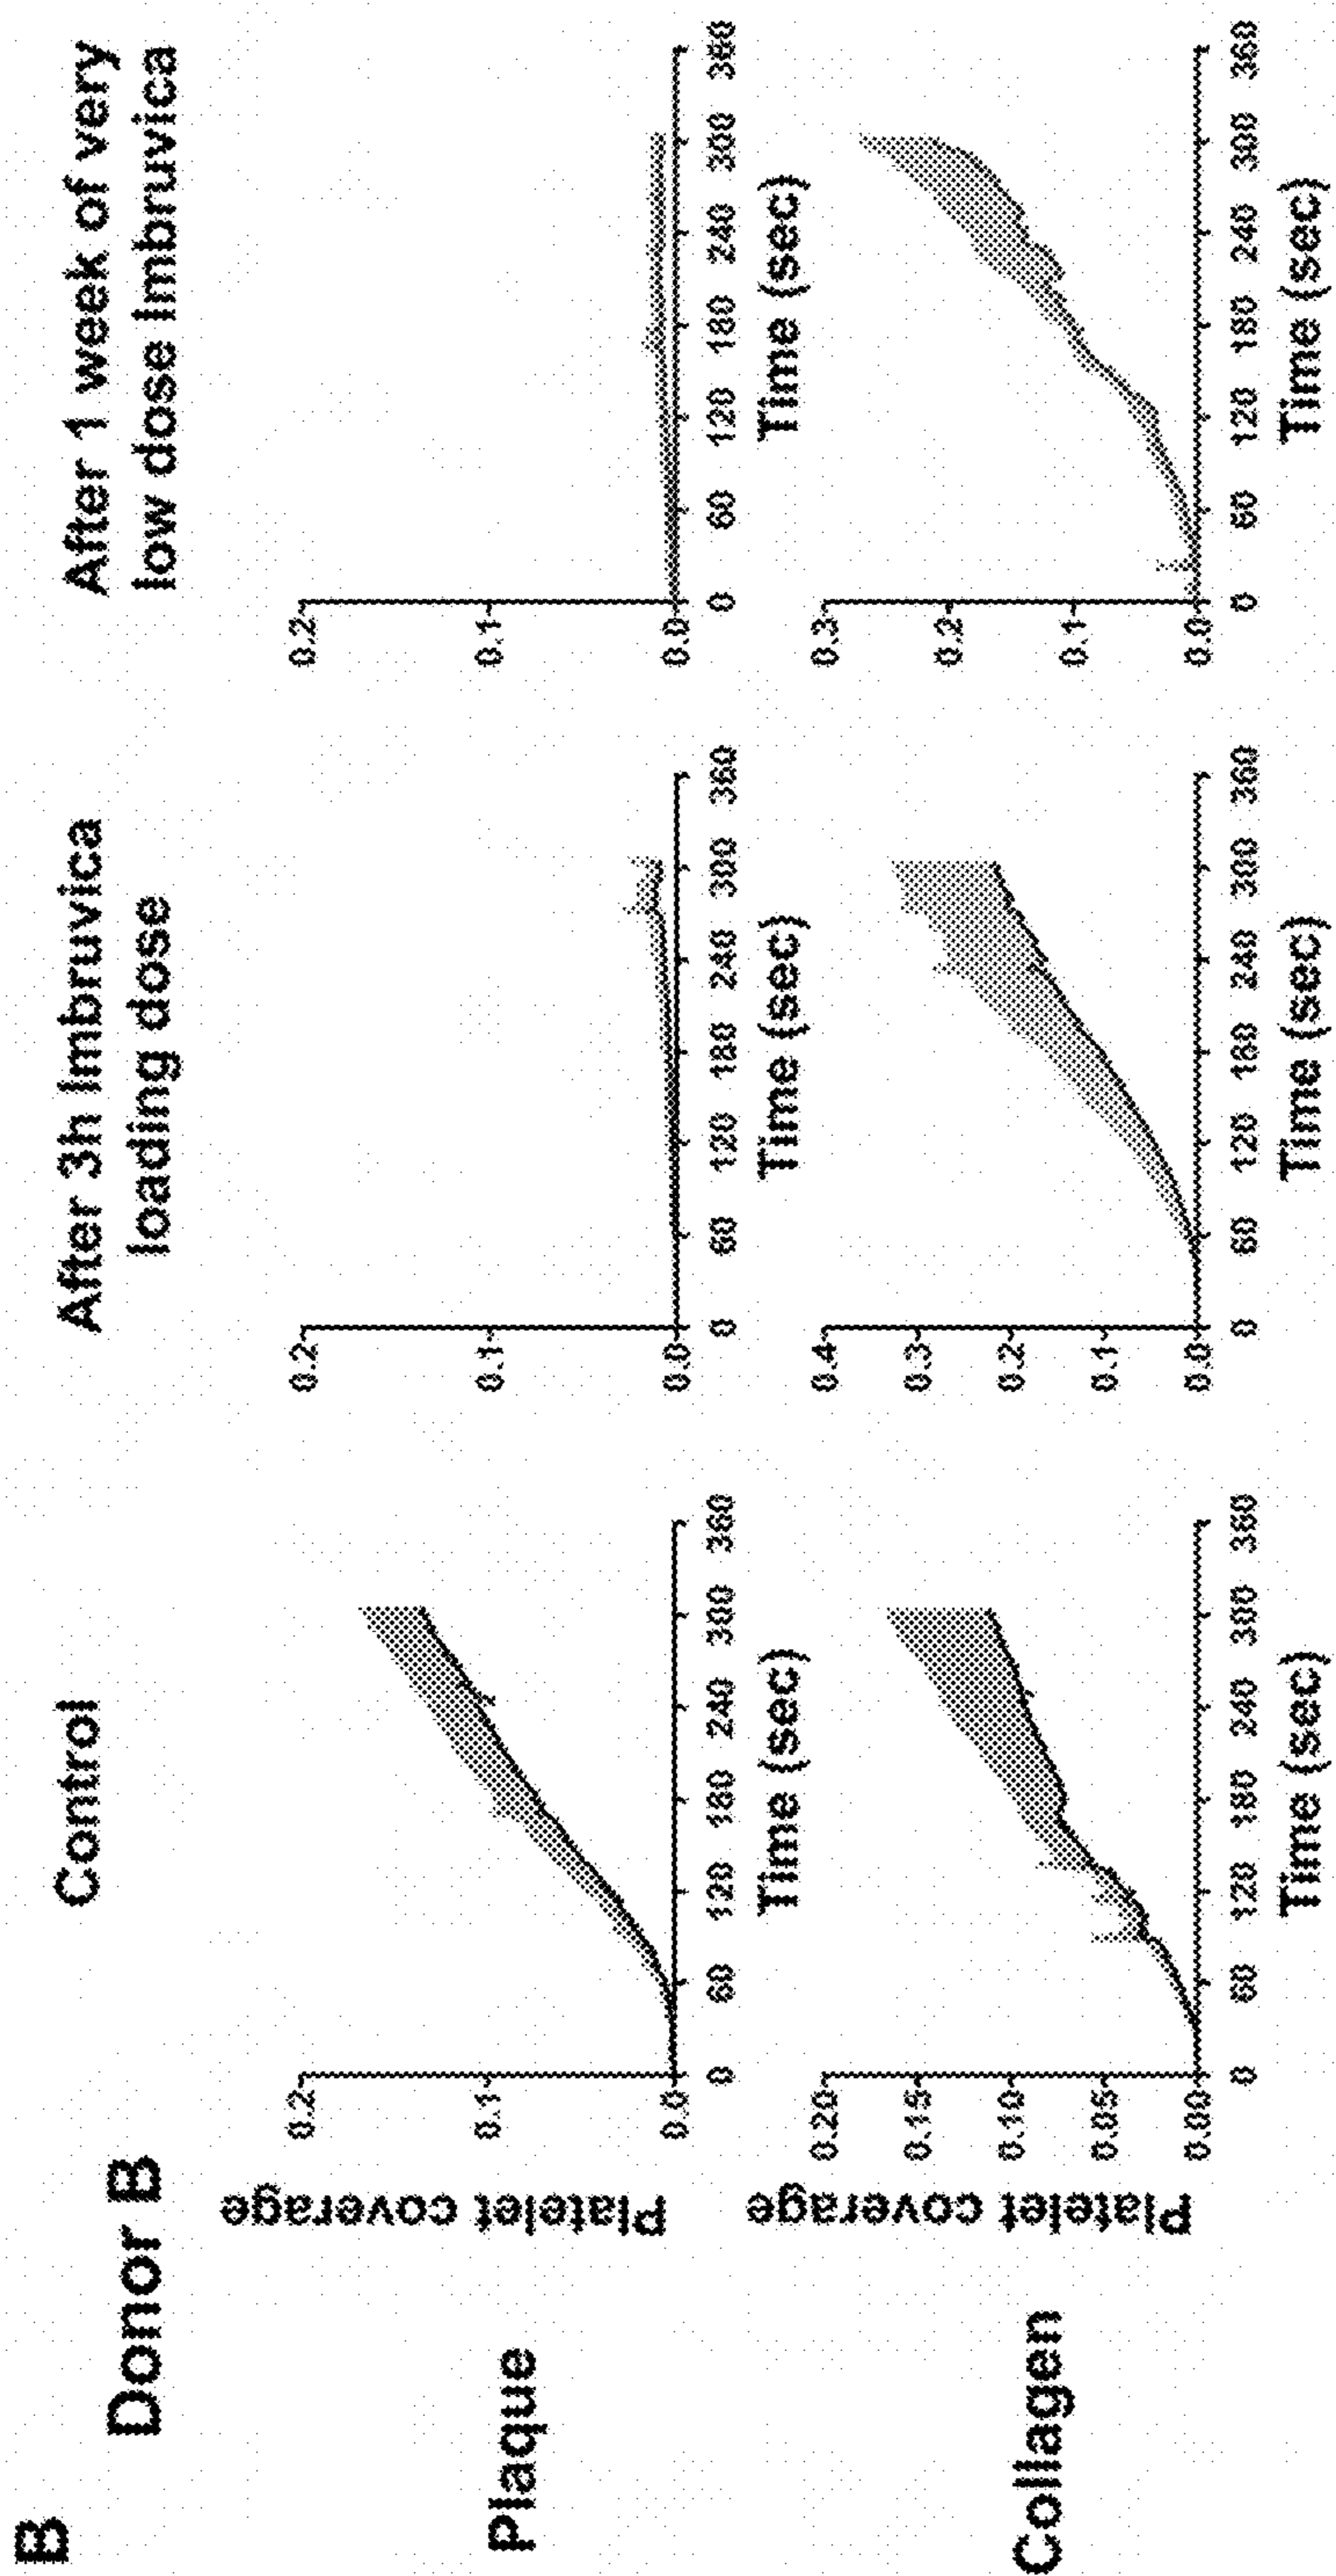 B
Donor B
Control
After 3h Imbruvica
loading dose
After 1 week of very
low dose Imbruvica
Plaque
Platelet coverage
0.2
0.1
0.0
0 60 120 180 240 300 360
Time (sec)
0.2
0.1
0.0
0 60 120 180 240 300 360
Time (sec)
0.2
0.1
0.0
0 60 120 180 240 300 360
Time (sec)
Collagen
Platelet coverage
0.20
0.15
0.10
0.05
0.00
0 60 120 180 240 300 360
Time (sec)
0.4
0.3
0.2
0.1
0.0
0 60 120 180 240 300 360
Time (sec)
0.3
0.2
0.1
0.0
0 60 120 180 240 300 360
Time (sec)